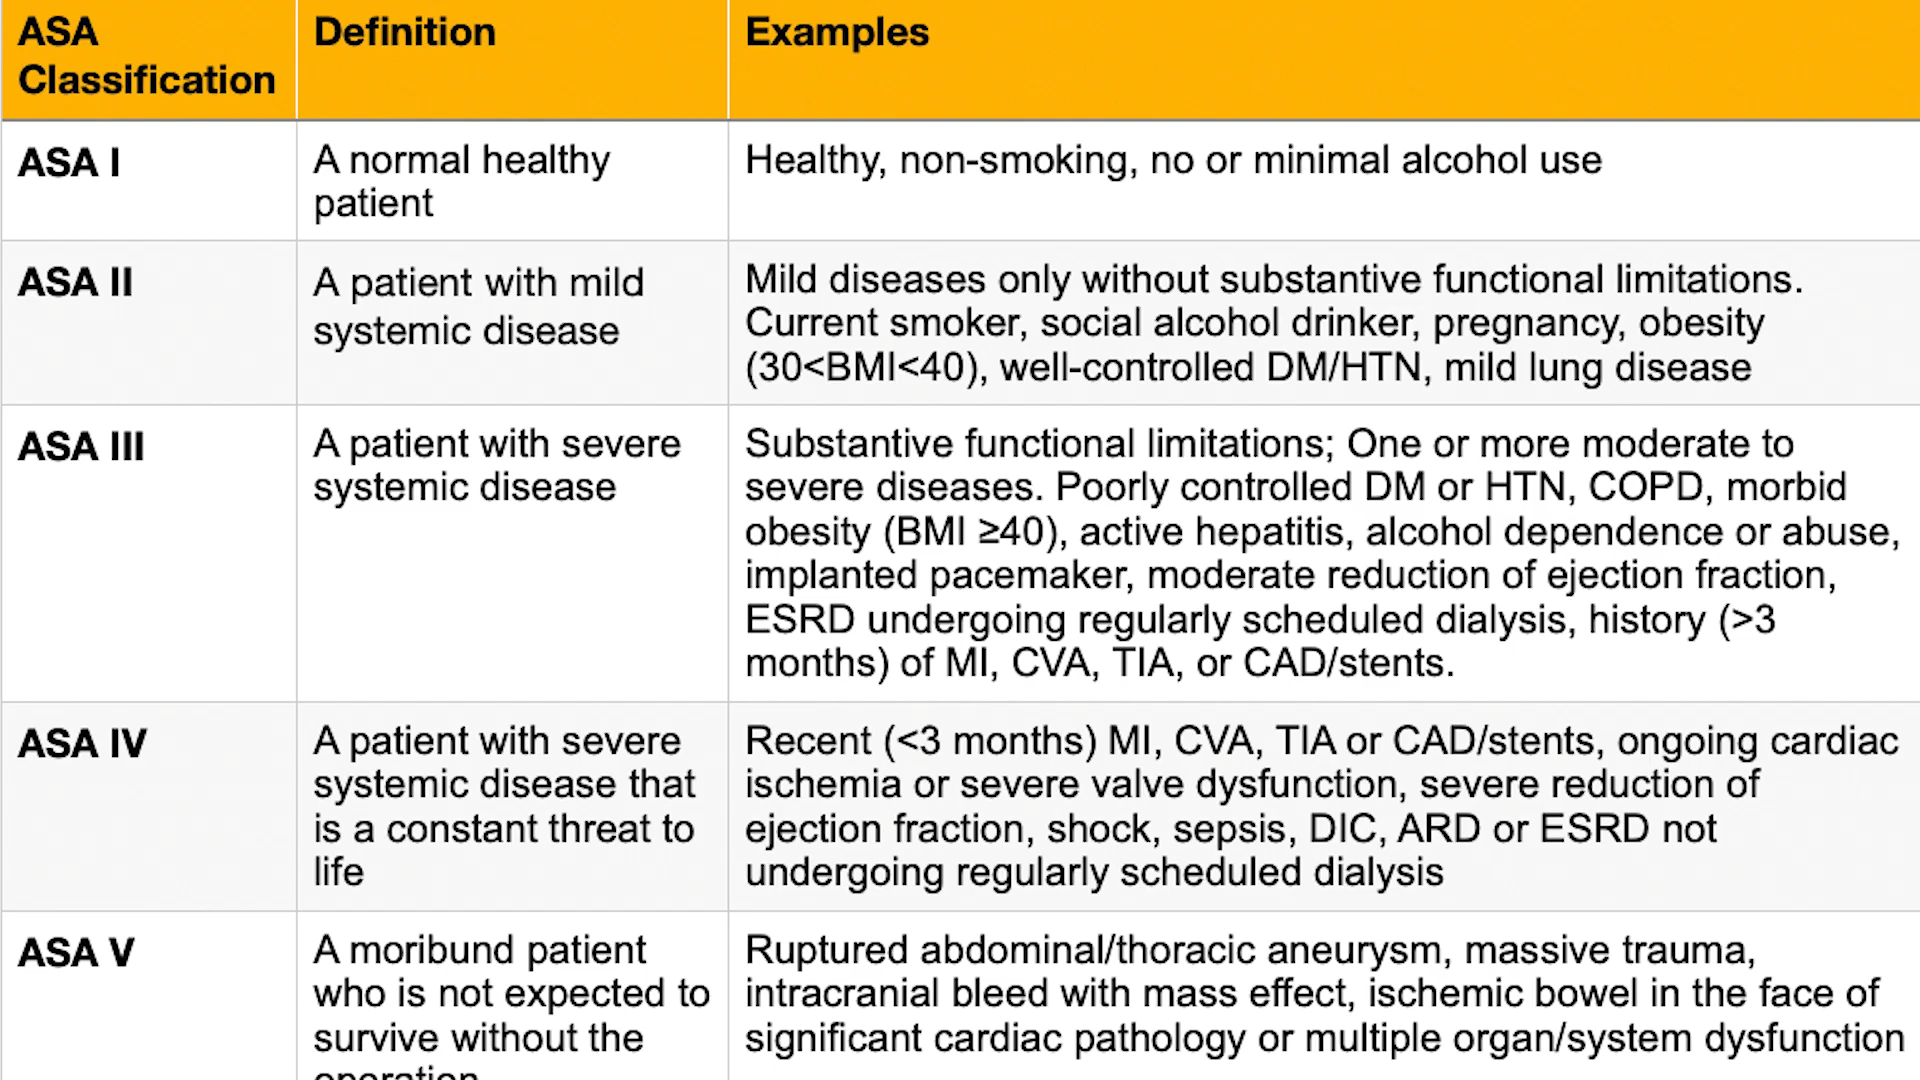 ASA
Classification
Definition
Examples
ASA I
A normal healthy
patient
Healthy, non-smoking, no or minimal alcohol use
ASA II
A patient with mild
systemic disease
Mild diseases only without substantive functional limitations.
Current smoker, social alcohol drinker, pregnancy, obesity
(30<BMI<40), well-controlled DM/HTN, mild lung disease
ASA III
A patient with severe
systemic disease
Substantive functional limitations; One or more moderate to
severe diseases. Poorly controlled DM or HTN, COPD, morbid
obesity (BMI ≥40), active hepatitis, alcohol dependence or abuse,
implanted pacemaker, moderate reduction of ejection fraction,
ESRD undergoing regularly scheduled dialysis, history (>3
months) of MI, CVA, TIA, or CAD/stents.
ASA IV
A patient with severe
systemic disease that
is a constant threat to
life
Recent (<3 months) MI, CVA, TIA or CAD/stents, ongoing cardiac
ischemia or severe valve dysfunction, severe reduction of
ejection fraction, shock, sepsis, DIC, ARD or ESRD not
undergoing regularly scheduled dialysis
ASA V
A moribund patient
who is not expected to
survive without the
operation
Ruptured abdominal/thoracic aneurysm, massive trauma,
intracranial bleed with mass effect, ischemic bowel in the face of
significant cardiac pathology or multiple organ/system dysfunction